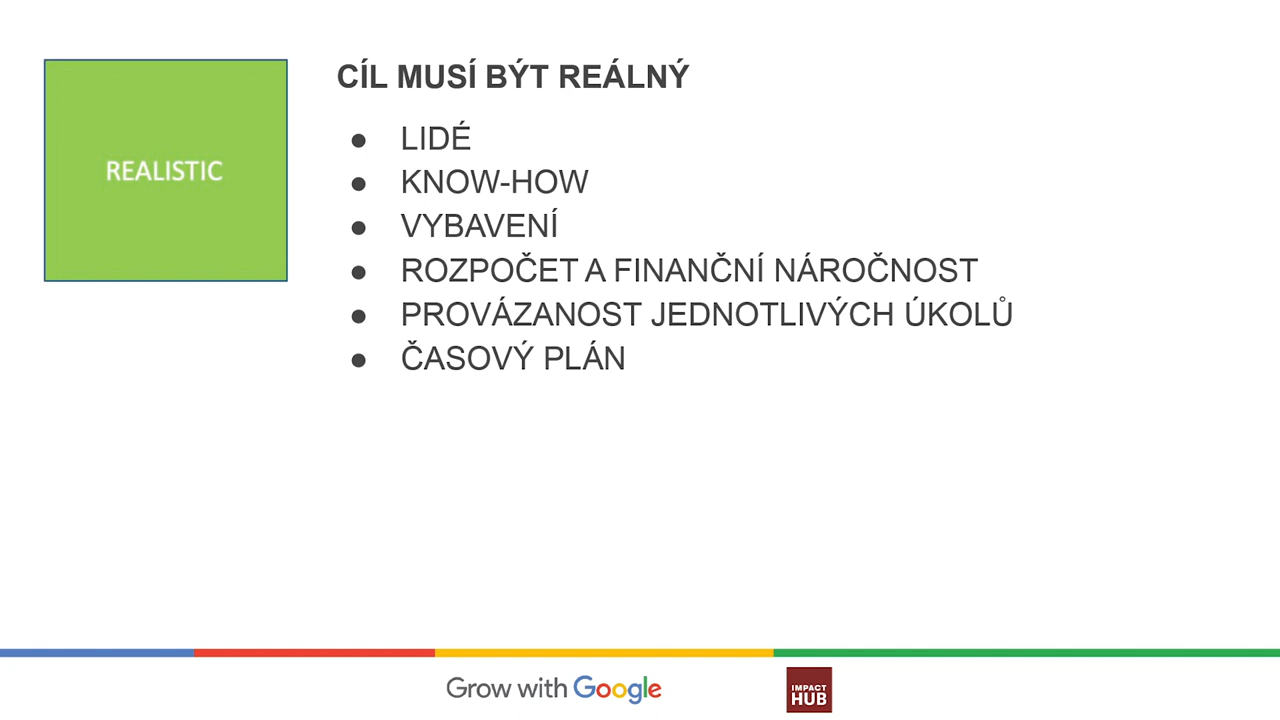 REALISTIC
CÍL MUSÍ BÝT REÁLNÝ
● LIDÉ
● KNOW-HOW
● VYBAVENÍ
● ROZPOČET A FINANČNÍ NÁROČNOST
● PROVÁZANOST JEDNOTLIVÝCH ÚKOLŮ
● ČASOVÝ PLÁN
Grow with Google
IMPACT
HUB